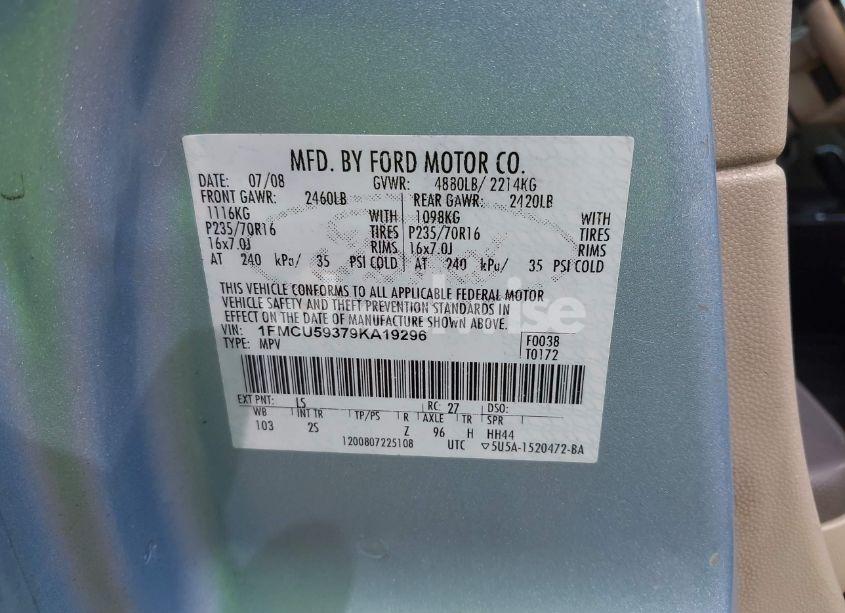 MFD. BY FORD MOTOR CO.
DATE: 07/08 GVWR: 4880LB/ 2214KG
FRONT GAWR: 2460LB REAR GAWR: 2420LB
1116KG WITH 1098KG WITH
P235/70R16 TIRES P235/70R16 TIRES
16x7.0J RIMS 16x7.0J RIMS
AT 240 kPa/ 35 PSI COLD AT 240 kPa/ 35 PSI COLD
THIS VEHICLE CONFORMS TO ALL APPLICABLE FEDERAL MOTOR
VEHICLE SAFETY AND THEFT PREVENTION STANDARDS IN
EFFECT ON THE DATE OF MANUFACTURE SHOWN ABOVE.
VIN: 1FMCU59379KA19296 F0038
TYPE: MPV T0172
EXT PNT: LS RC: 27 DSO:
WB INT TR TP/PS R AXLE TR SPR
103 2S Z 96 H HH44
1200807225108 UTC ▽5U5A-1520472-BA